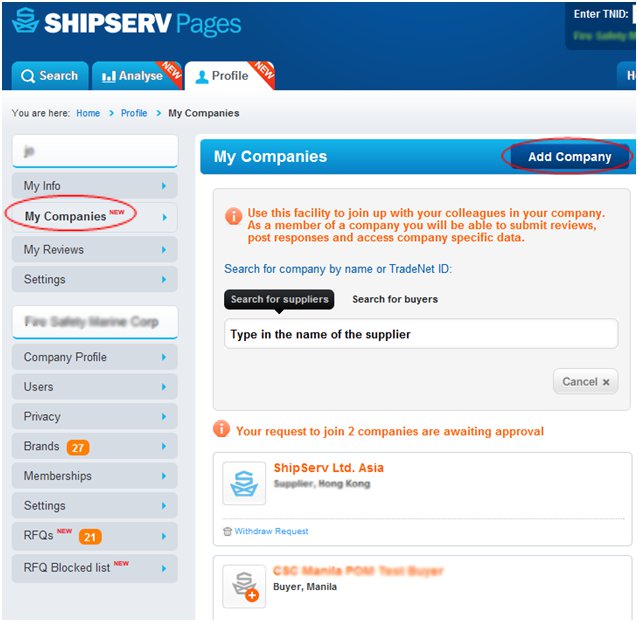 SHIPSERV Pages
Enter TNID:
Search
Analyse NEW
Profile NEW
You are here: Home > Profile > My Companies
My Info
My Companies NEW
My Reviews
Settings
Company Profile
Users
Privacy
Brands 27
Memberships
Settings
RFQs NEW 21
RFQ Blocked list NEW
My Companies
Add Company
Use this facility to join up with your colleagues in your company.
As a member of a company you will be able to submit reviews,
post responses and access company specific data.
Search for company by name or TradeNet ID:
Search for suppliers Search for buyers
Type in the name of the supplier
Cancel x
Your request to join 2 companies are awaiting approval
ShipServ Ltd. Asia
Supplier, Hong Kong
Withdraw Request
Buyer, Manila